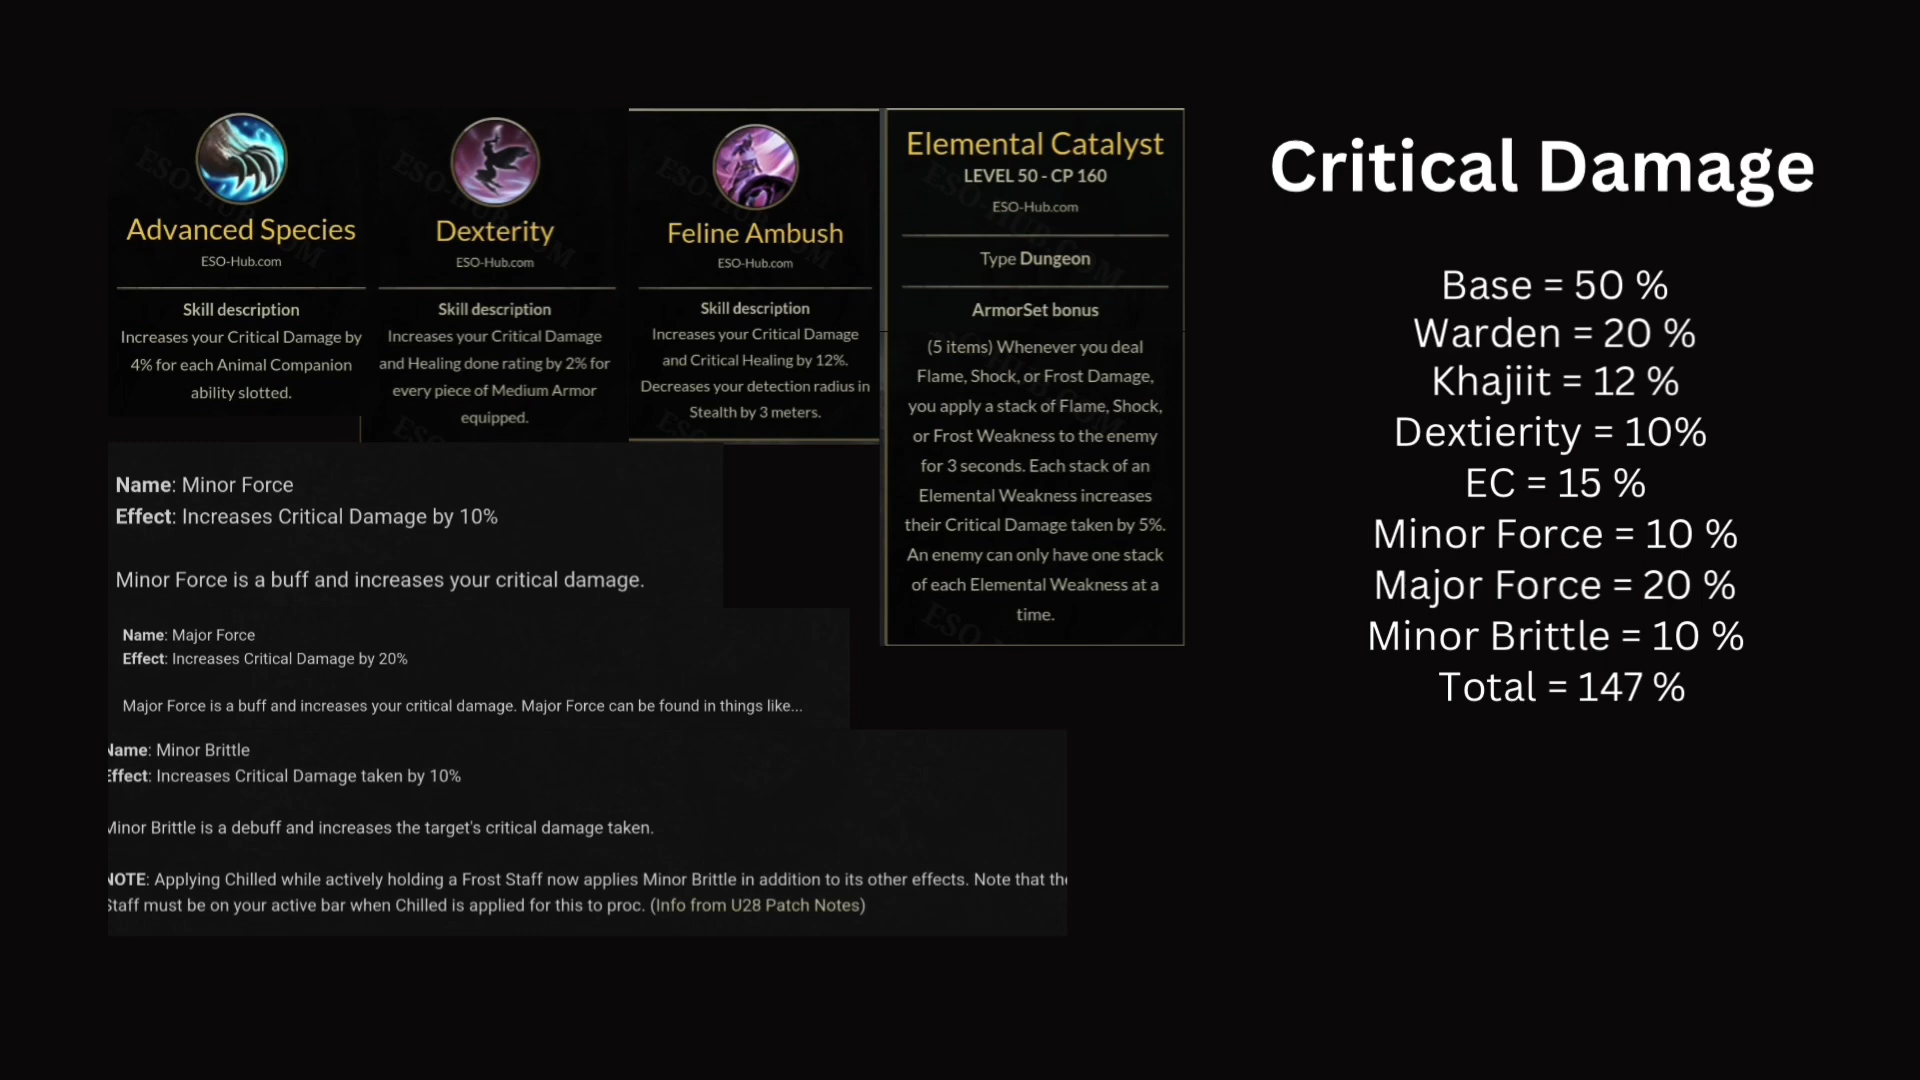 Advanced Species
ESO-Hub.com
Skill description
Increases your Critical Damage by
4% for each Animal Companion
ability slotted.
Dexterity
ESO-Hub.com
Skill description
Increases your Critical Damage
and Healing done rating by 2% for
every piece of Medium Armor
equipped.
Feline Ambush
ESO-Hub.com
Skill description
Increases your Critical Damage
and Critical Healing by 12%.
Decreases your detection radius in
Stealth by 3 meters.
Elemental Catalyst
LEVEL 50 - CP 160
ESO-Hub.com
Type Dungeon
ArmorSet bonus
(5 items) Whenever you deal
Flame, Shock, or Frost Damage,
you apply a stack of Flame, Shock,
or Frost Weakness to the enemy
for 3 seconds. Each stack of an
Elemental Weakness increases
their Critical Damage taken by 5%.
An enemy can only have one stack
of each Elemental Weakness at a
time.
Name: Minor Force
Effect: Increases Critical Damage by 10%
Minor Force is a buff and increases your critical damage.
Name: Major Force
Effect: Increases Critical Damage by 20%
Major Force is a buff and increases your critical damage. Major Force can be found in things like...
Name: Minor Brittle
Effect: Increases Critical Damage taken by 10%
Minor Brittle is a debuff and increases the target's critical damage taken.
NOTE: Applying Chilled while actively holding a Frost Staff now applies Minor Brittle in addition to its other effects. Note that the
Staff must be on your active bar when Chilled is applied for this to proc. (Info from U28 Patch Notes)
Critical Damage
Base = 50 %
Warden = 20 %
Khajiit = 12 %
Dextierity = 10%
EC = 15 %
Minor Force = 10 %
Major Force = 20 %
Minor Brittle = 10 %
Total = 147 %